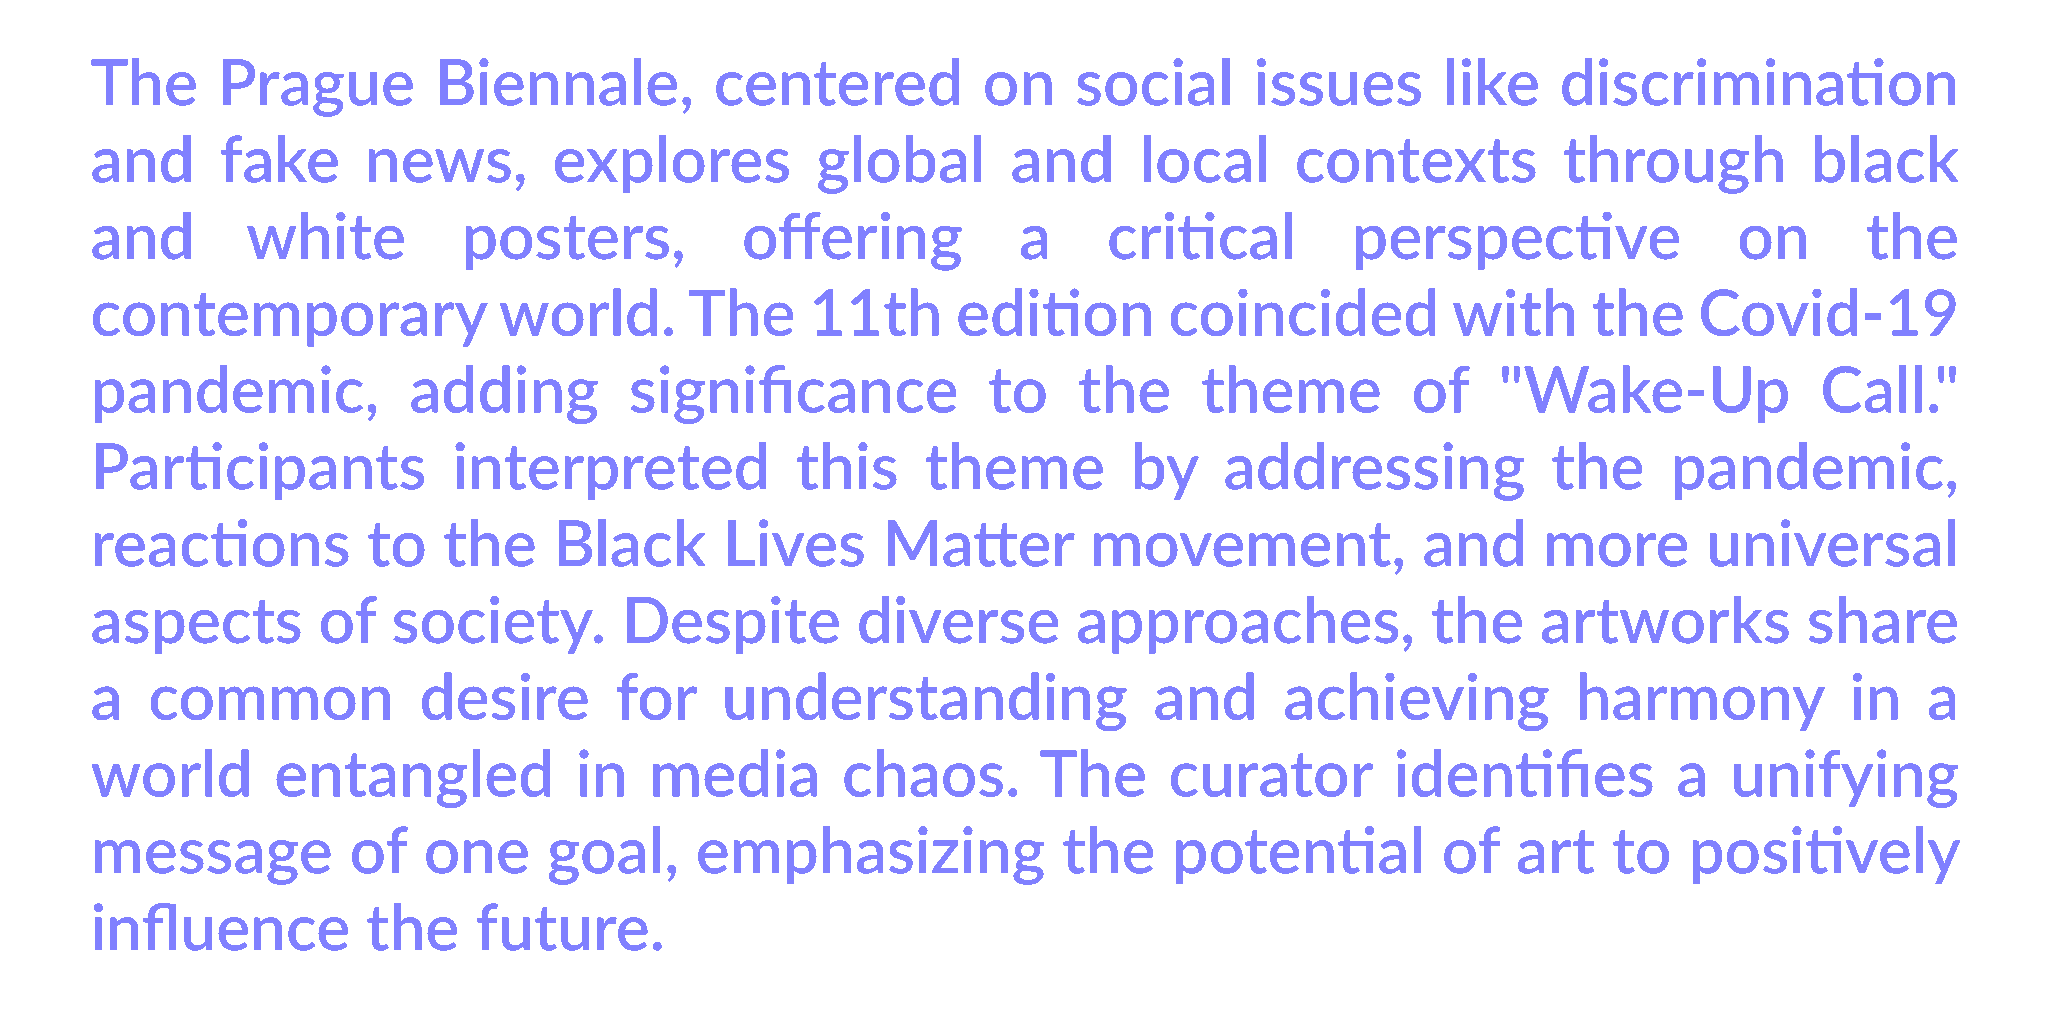 The Prague Biennale, centered on social issues like discrimination
and fake news, explores global and local contexts through black
and white posters, offering a critical perspective on the
contemporary world. The 11th edition coincided with the Covid-19
pandemic, adding significance to the theme of "Wake-Up Call."
Participants interpreted this theme by addressing the pandemic,
reactions to the Black Lives Matter movement, and more universal
aspects of society. Despite diverse approaches, the artworks share
a common desire for understanding and achieving harmony in a
world entangled in media chaos. The curator identifies a unifying
message of one goal, emphasizing the potential of art to positively
influence the future.